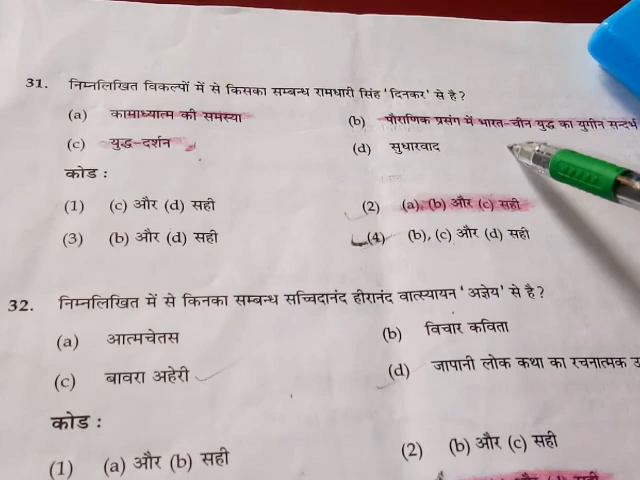 31. निम्नलिखित विकल्पों में से किसका सम्बन्ध रामधारी सिंह 'दिनकर' से है?
(a) कामाध्यात्म की समस्या (b) पौराणिक प्रसंग में भारत-चीन युद्ध का युगीन सन्दर्भ
(c) युद्ध-दर्शन (d) सुधारवाद
कोड :
(1) (c) और (d) सही (2) (a), (b) और (c) सही
(3) (b) और (d) सही (4) (b), (c) और (d) सही
32. निम्नलिखित में से किनका सम्बन्ध सच्चिदानंद हीरानंद वात्स्यायन 'अज्ञेय' से है?
(a) आत्मचेतस (b) विचार कविता
(c) बावरा अहेरी (d) जापानी लोक कथा का रचनात्मक
कोड :
(1) (a) और (b) सही (2) (b) और (c) सही